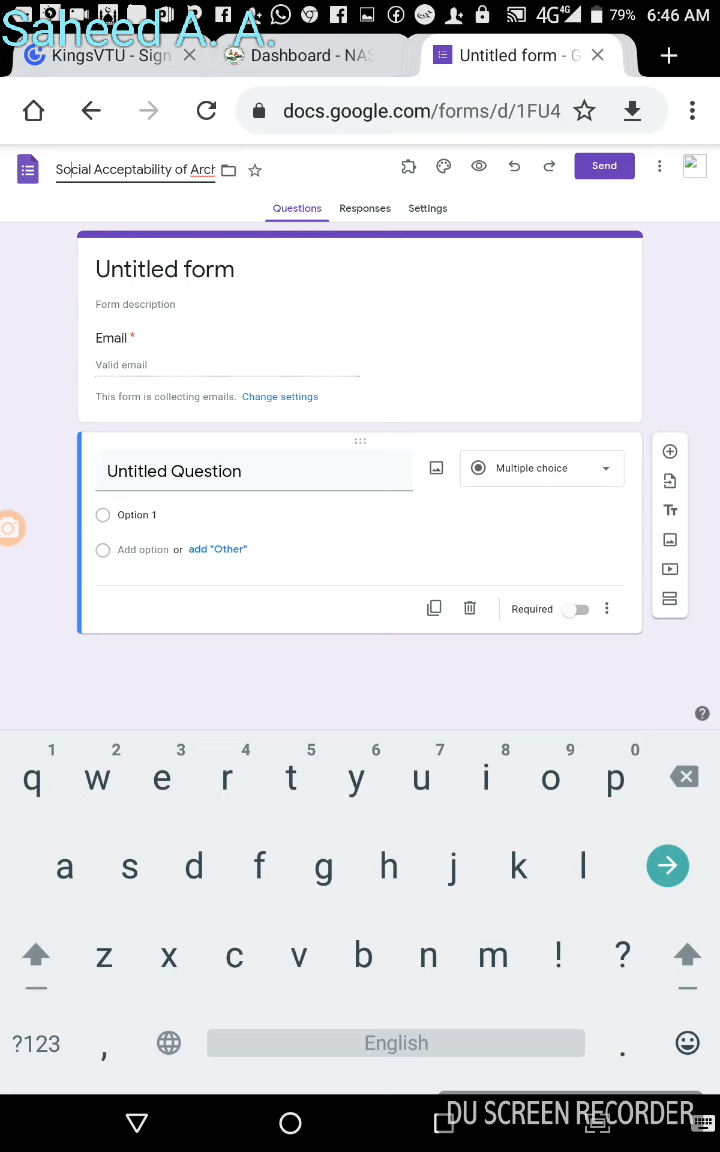 79% 6:46 AM
4G 4G
Saheed A. A.
KingsVTU - Sign
Dashboard - NAS
Untitled form - G
docs.google.com/forms/d/1FU4
Social Acceptability of Arch
Send
Questions Responses Settings
Untitled form
Form description
Email *
Valid email
This form is collecting emails. Change settings
Untitled Question
Multiple choice
Option 1
Add option or add "Other"
Required
1 2 3 4 5 6 7 8 9 0
q w e r t y u i o p
a s d f g h j k l
z x c v b n m ! ?
?123 , English .
DU SCREEN RECORDER